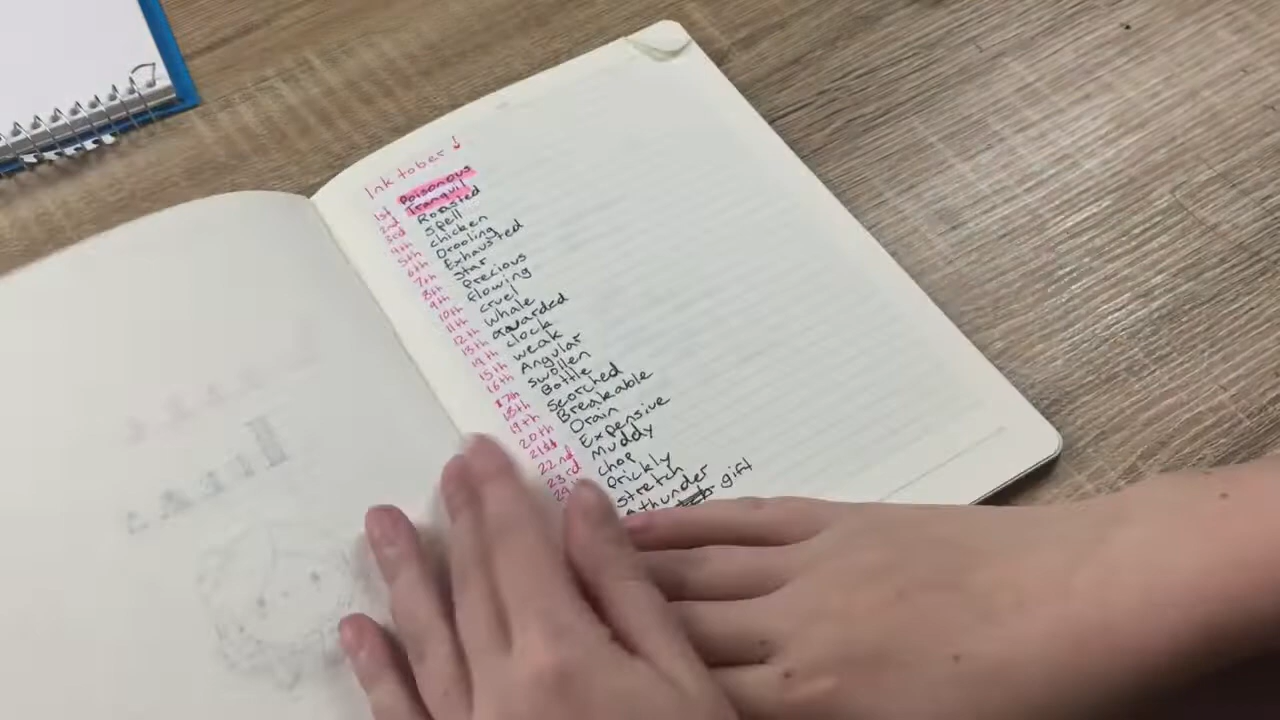 Inktober ↓
1st Poisonous
2nd Tranquil
3rd Roasted
4th Spell
5th chicken
6th Drooling
7th Exhausted
8th Star
9th Precious
10th flowing
11th cruel
12th whale
13th Guarded
14th clock
15th weak
16th Angular
17th swollen
18th Bottle
19th Scorched
20th Breakable
21st Drain
22nd Expensive
23rd Muddy
chop
Prickly
stretch
thunder
gift